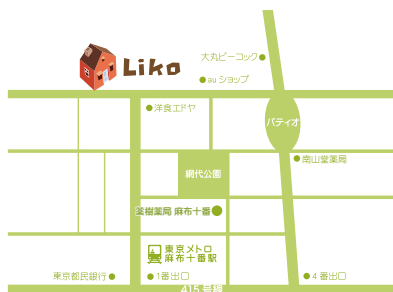 大丸ピーコック
Liko
auショップ
洋食エドヤ
パティオ
南山堂薬局
網代公園
薬樹薬局 麻布十番
東京メトロ
麻布十番駅
東京都民銀行
1番出口
4番出口
415号線